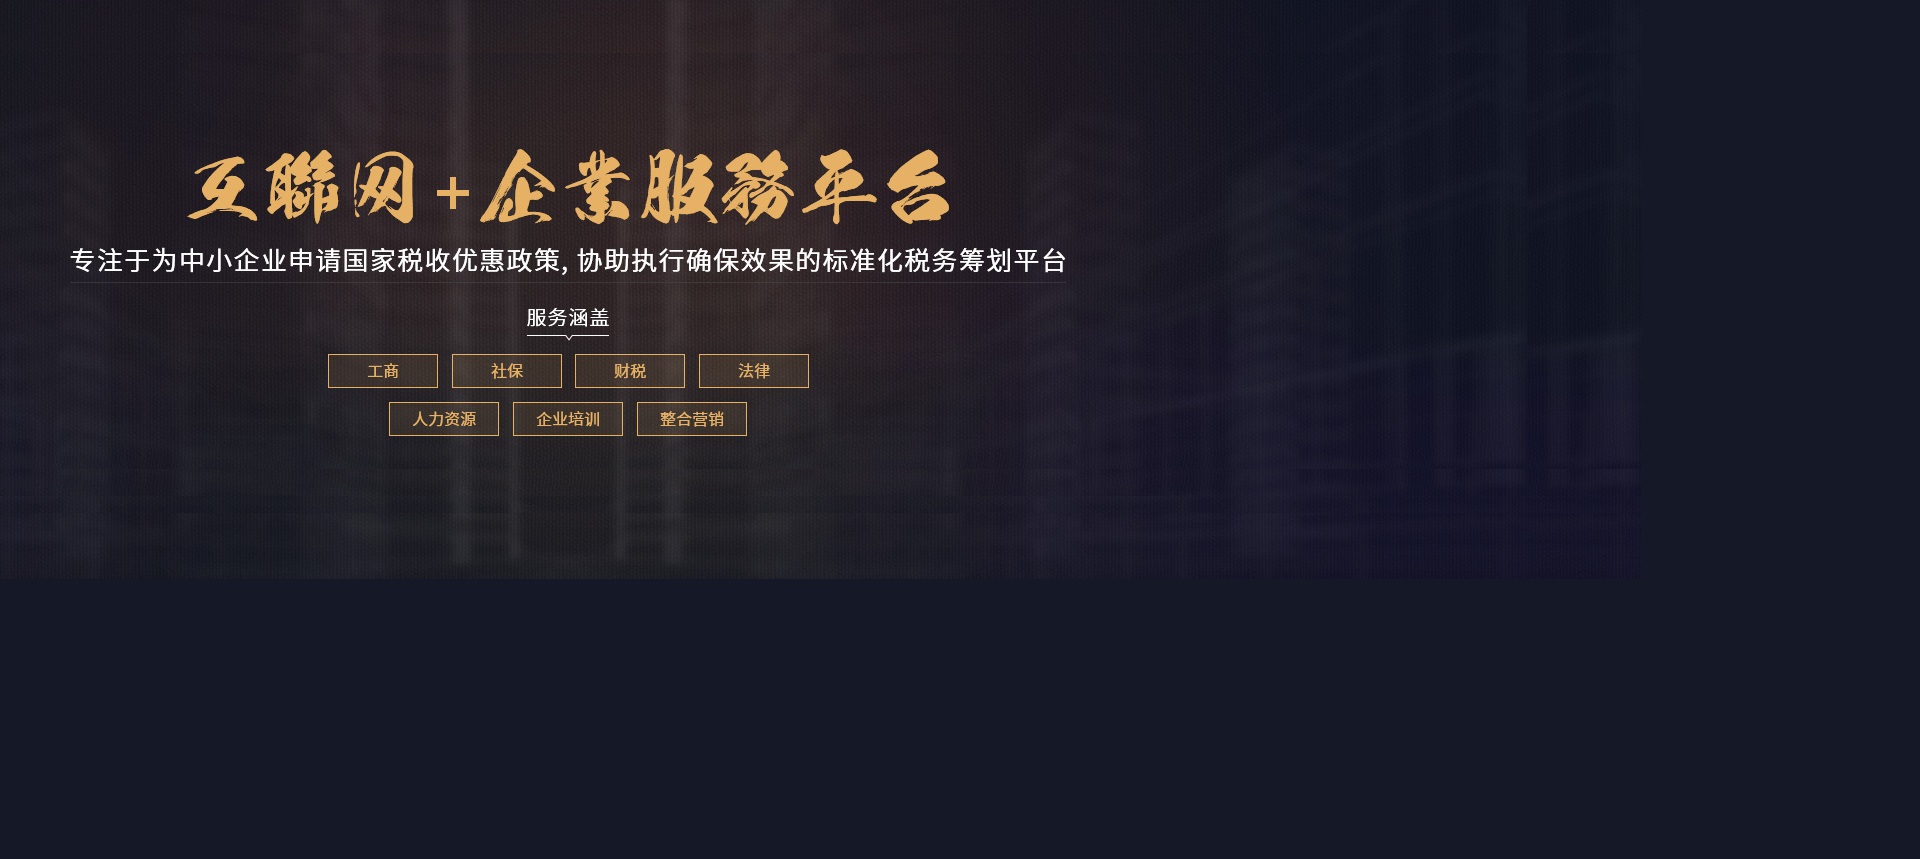 互聯网+企業服務平台
专注于为中小企业申请国家税收优惠政策, 协助执行确保效果的标准化税务筹划平台
服务涵盖
工商 社保 财税 法律
人力资源 企业培训 整合营销